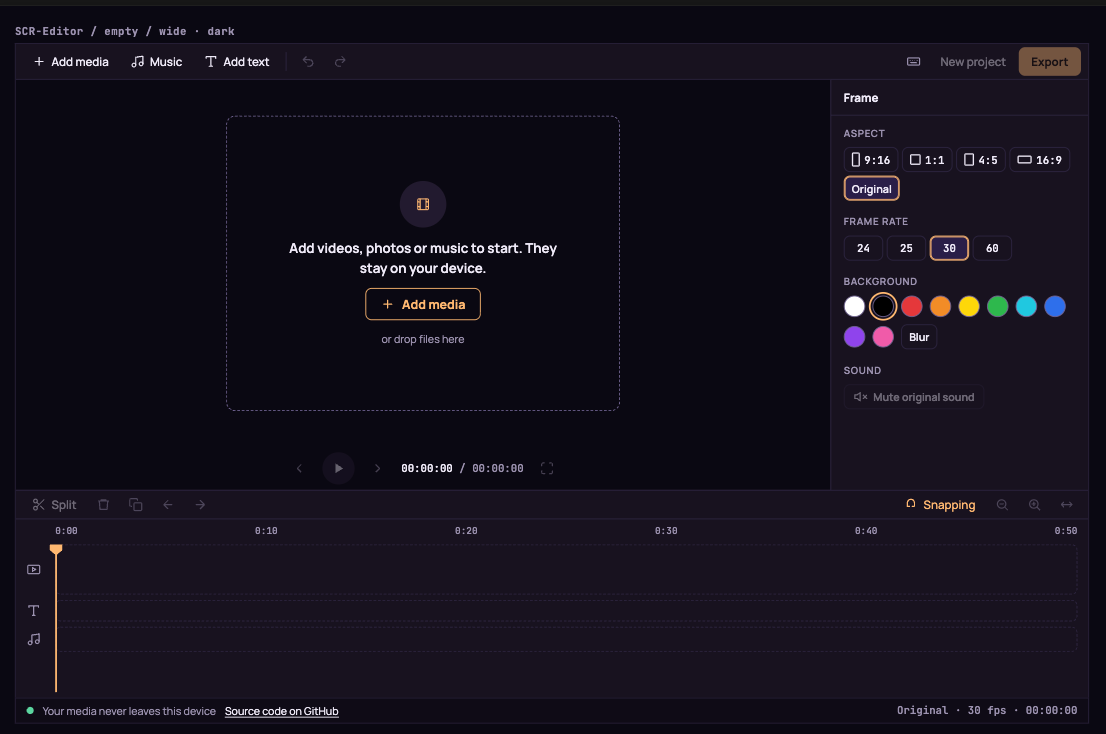 SCR-Editor / empty / wide · dark
Add media Music Add text New project Export
Frame
ASPECT
9:16 1:1 4:5 16:9
Original
FRAME RATE
24 25 30 60
BACKGROUND
Blur
SOUND
Mute original sound
Add videos, photos or music to start. They
stay on your device.
Add media
or drop files here
00:00:00 / 00:00:00
Split Snapping
0:00 0:10 0:20 0:30 0:40 0:50
Your media never leaves this device Source code on GitHub Original · 30 fps · 00:00:00